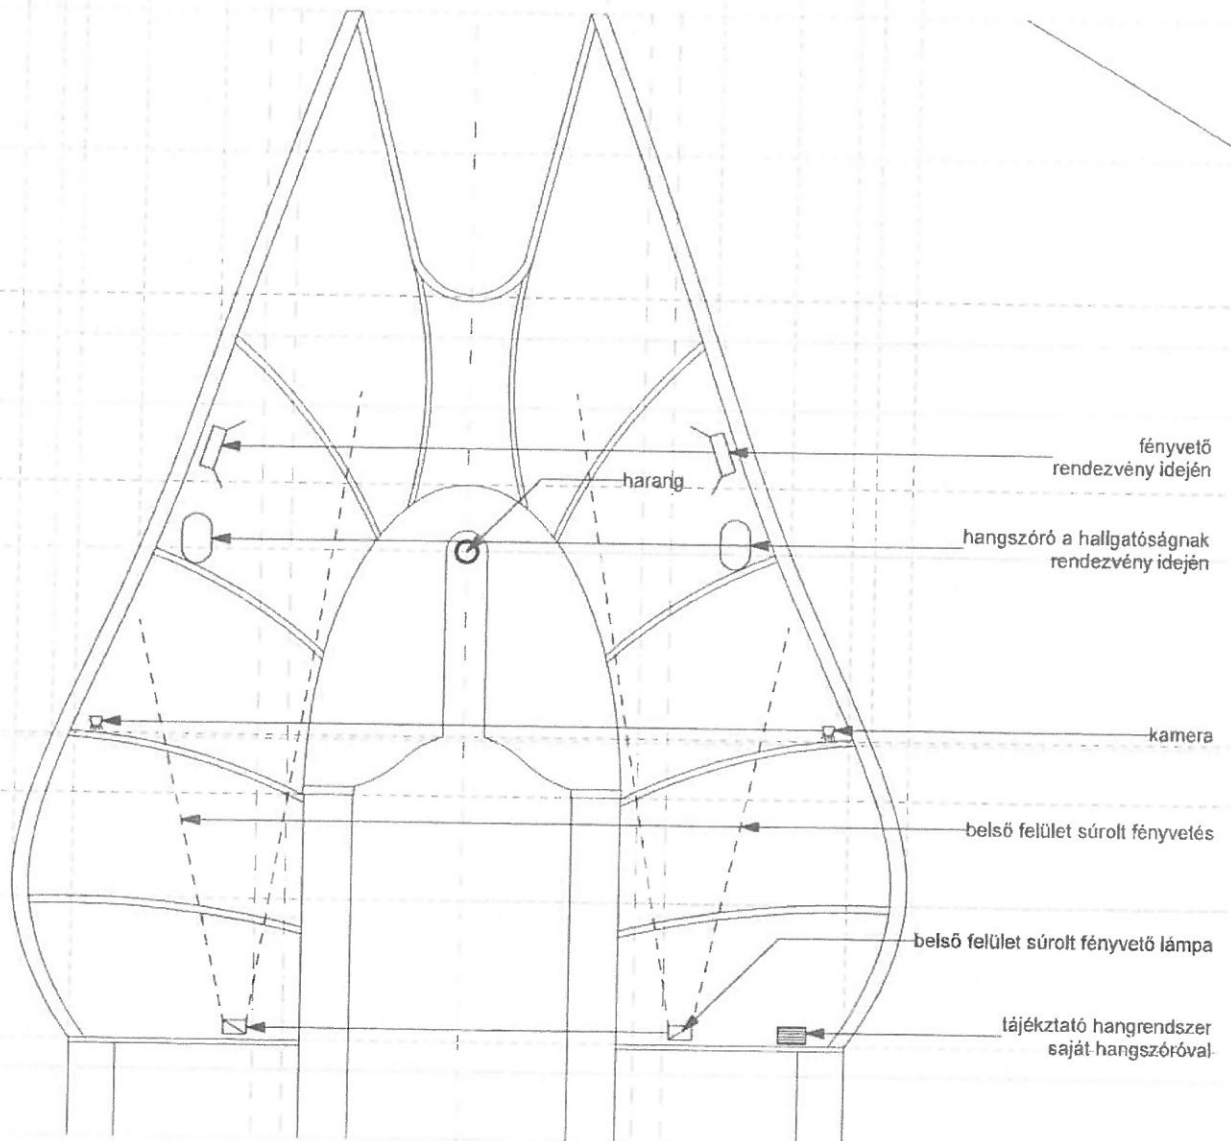 fényvető
rendezvény idején
harang
hangszóró a hallgatóságnak
rendezvény idején
kamera
belső felület súrolt fényvetés
belső felület súrolt fényvető lámpa
tájékztató hangrendszer
saját hangszóróval